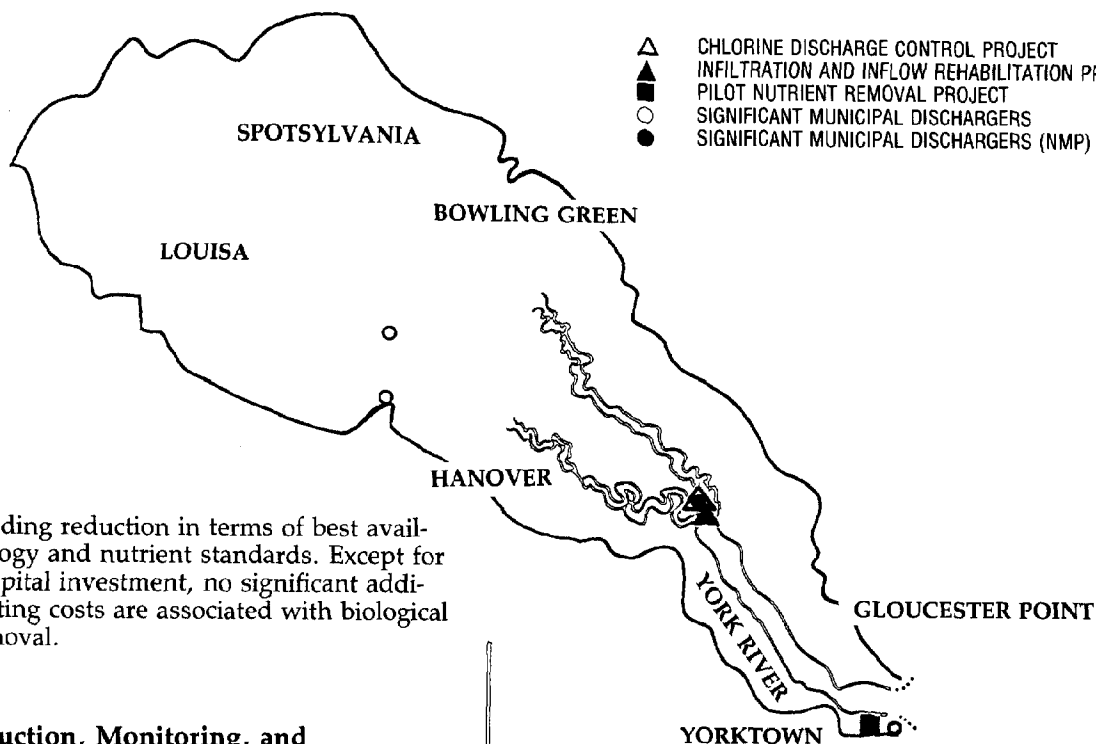 CHLORINE DISCHARGE CONTROL PROJECT
INFILTRATION AND INFLOW REHABILITATION
PILOT NUTRIENT REMOVAL PROJECT
SIGNIFICANT MUNICIPAL DISCHARGERS
SIGNIFICANT MUNICIPAL DISCHARGERS (NMP)
SPOTSYLVANIA
BOWLING GREEN
LOUISA
HANOVER
YORK RIVER
GLOUCESTER POINT
YORKTOWN
ding reduction in terms of best avail-
ogy and nutrient standards. Except for
pital investment, no significant addi-
ting costs are associated with biological
noval.
uction, Monitoring, and